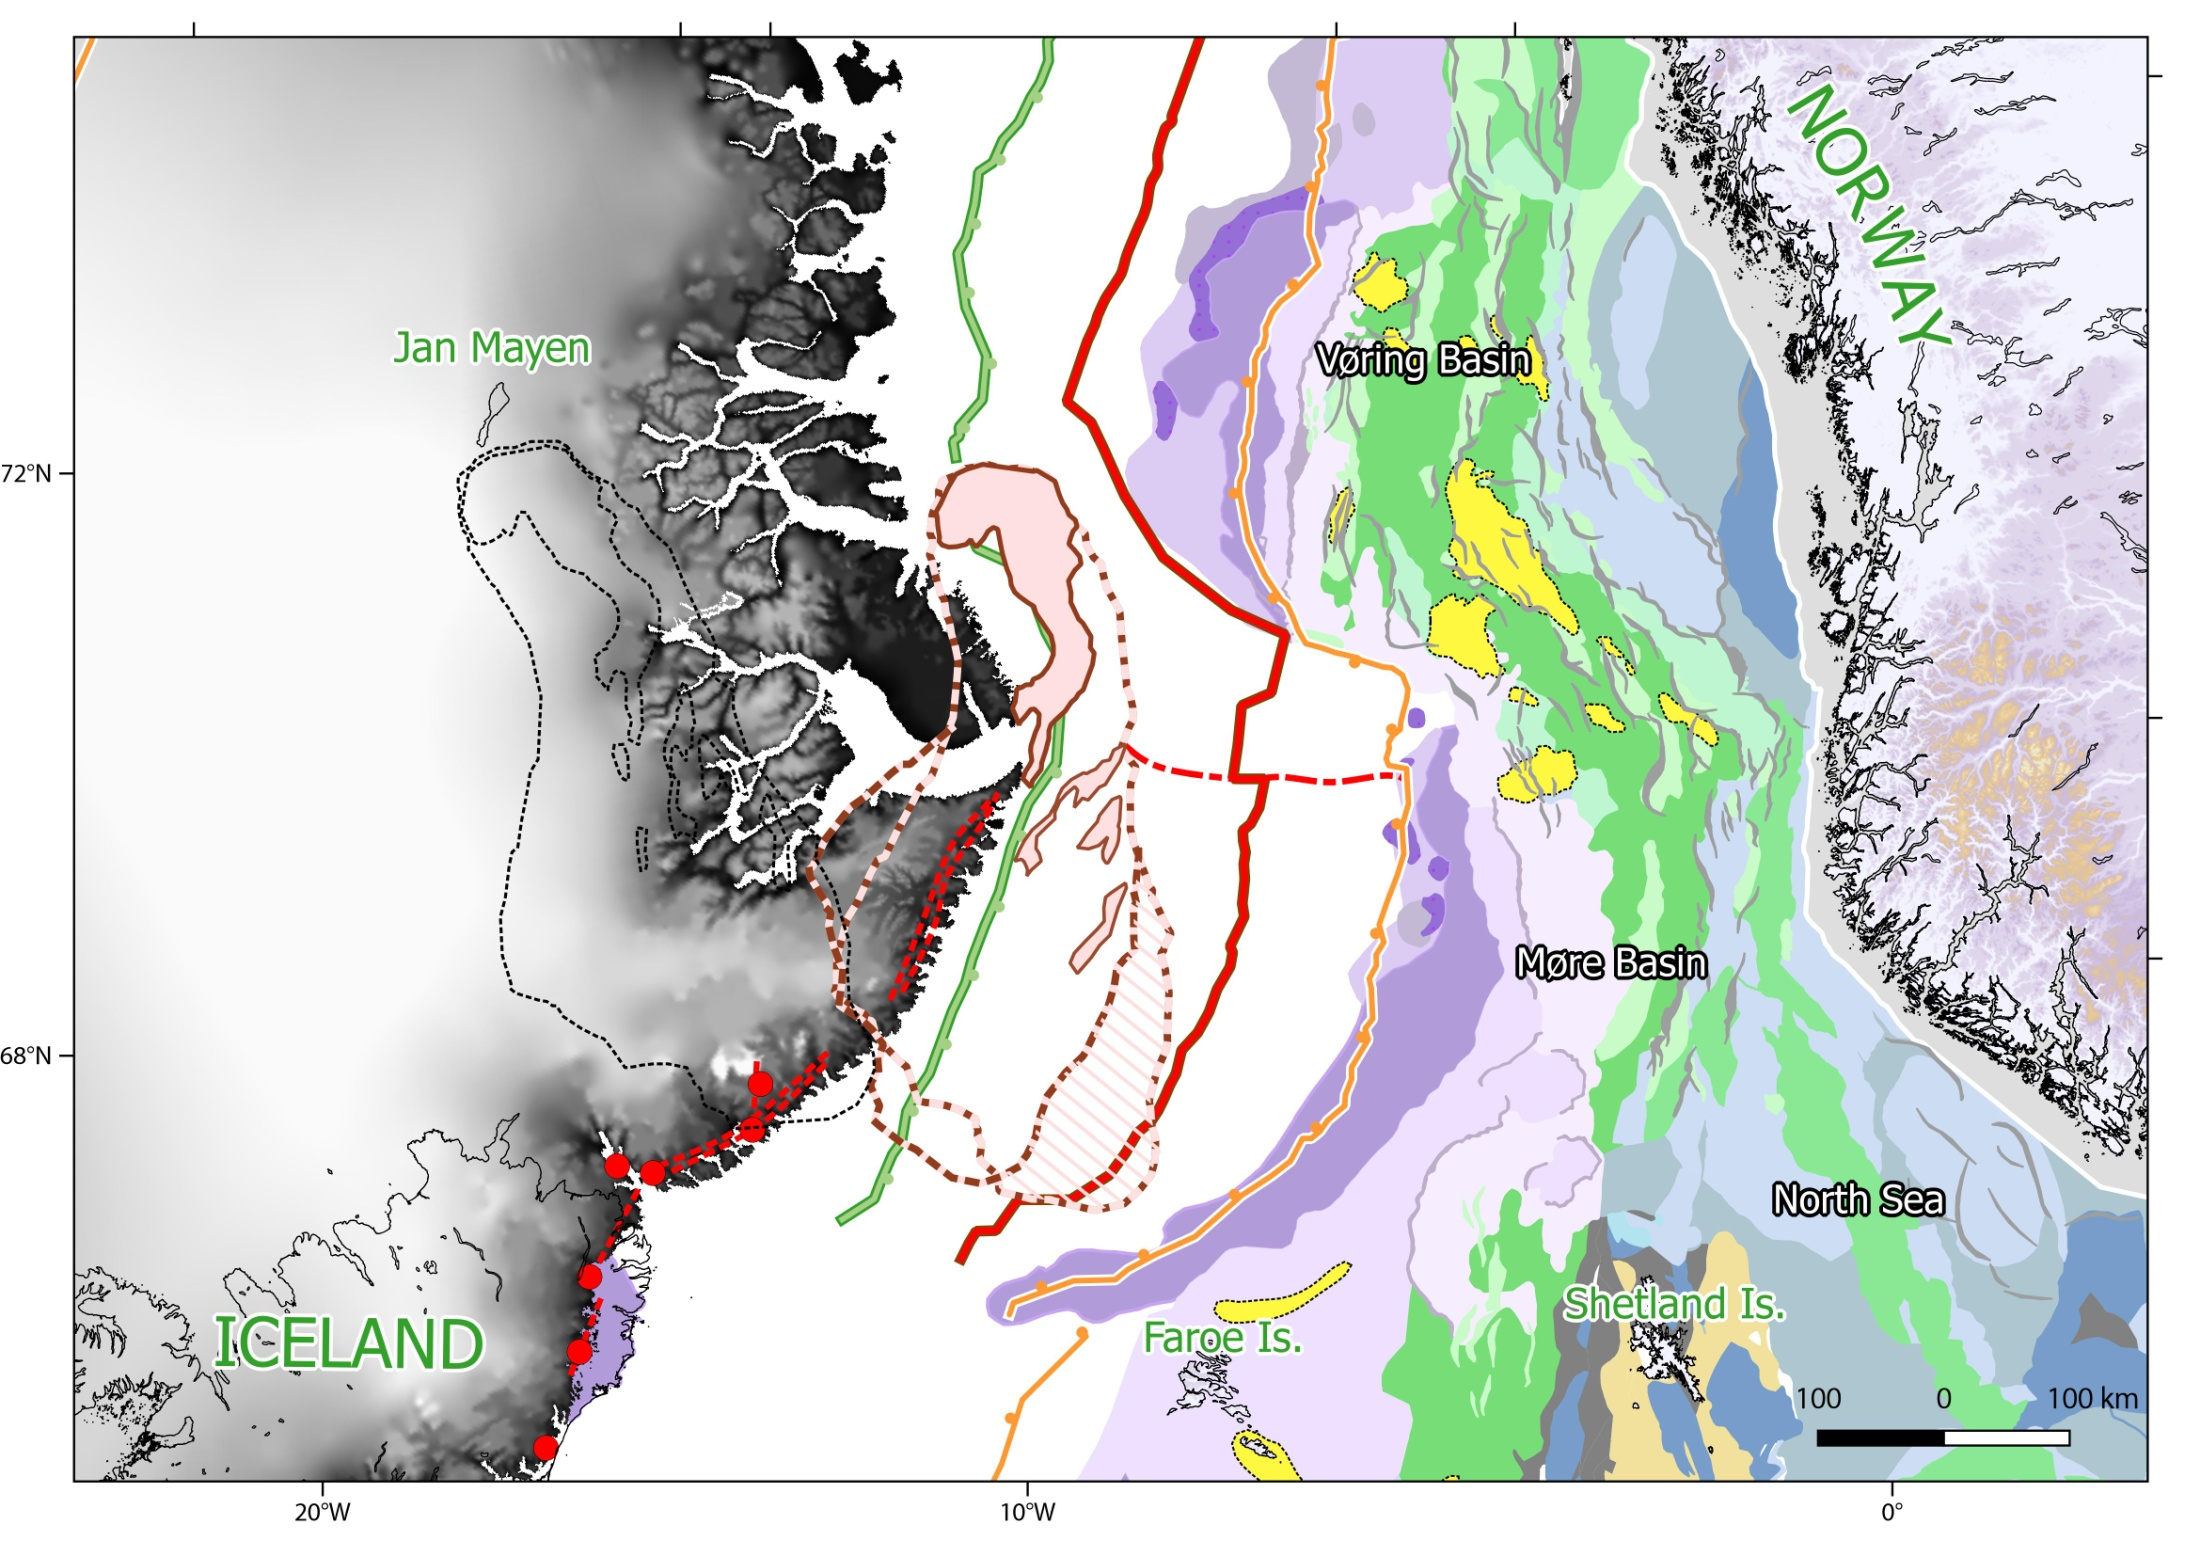 NORWAY
Jan Mayen
Vøring Basin
72°N
Møre Basin
68°N
North Sea
Shetland Is.
ICELAND
Faroe Is.
100 0 100 km
20°W 10°W 0°